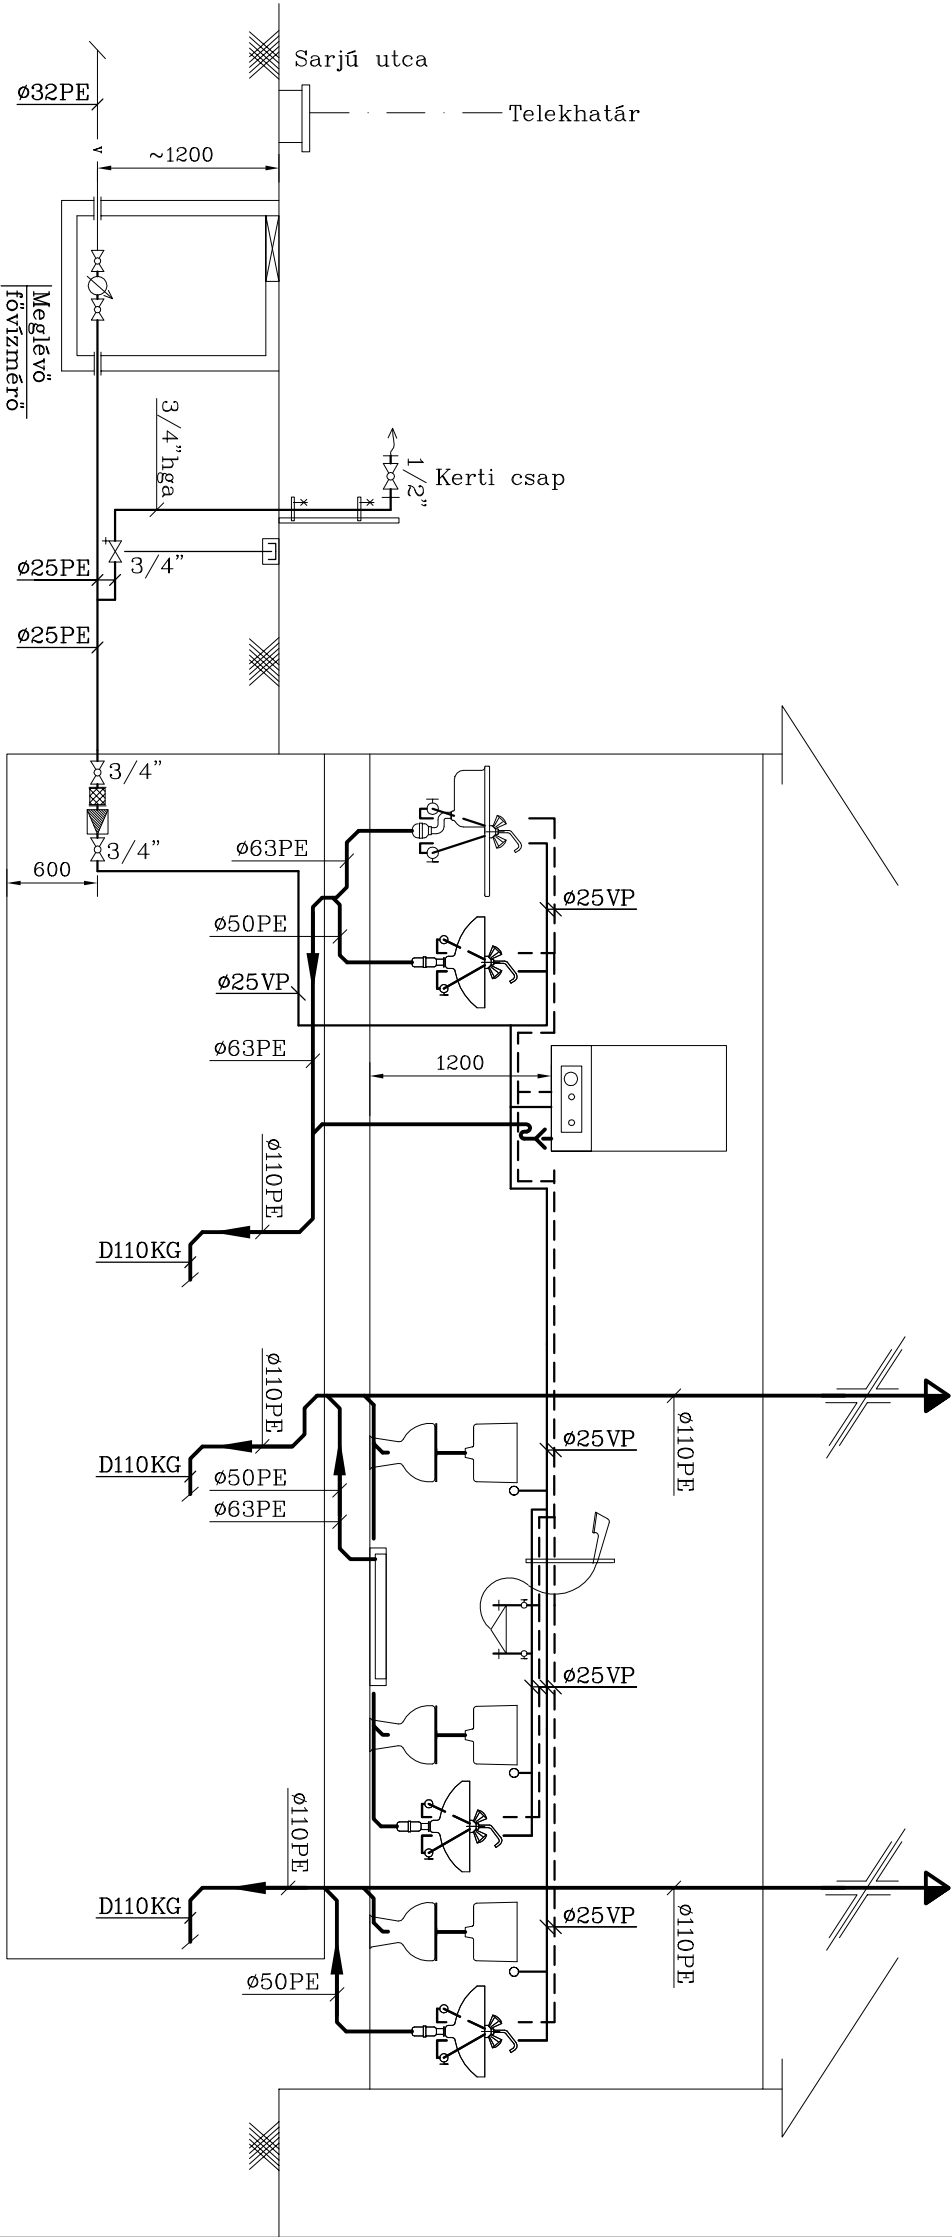 Sarjú utca
ø32PE
Telekhatár
~1200
Meglévő
fővízmérő
3/4" hga
1/2"
Kerti csap
3/4"
ø25PE
ø25PE
3/4"
3/4"
ø63PE
600
ø25VP
ø50PE
ø25VP
ø63PE
1200
ø110PE
D110KG
ø110PE
ø110PE
ø25VP
D110KG
ø50PE
ø63PE
ø25VP
ø110PE
D110KG
ø25VP
ø110PE
ø50PE